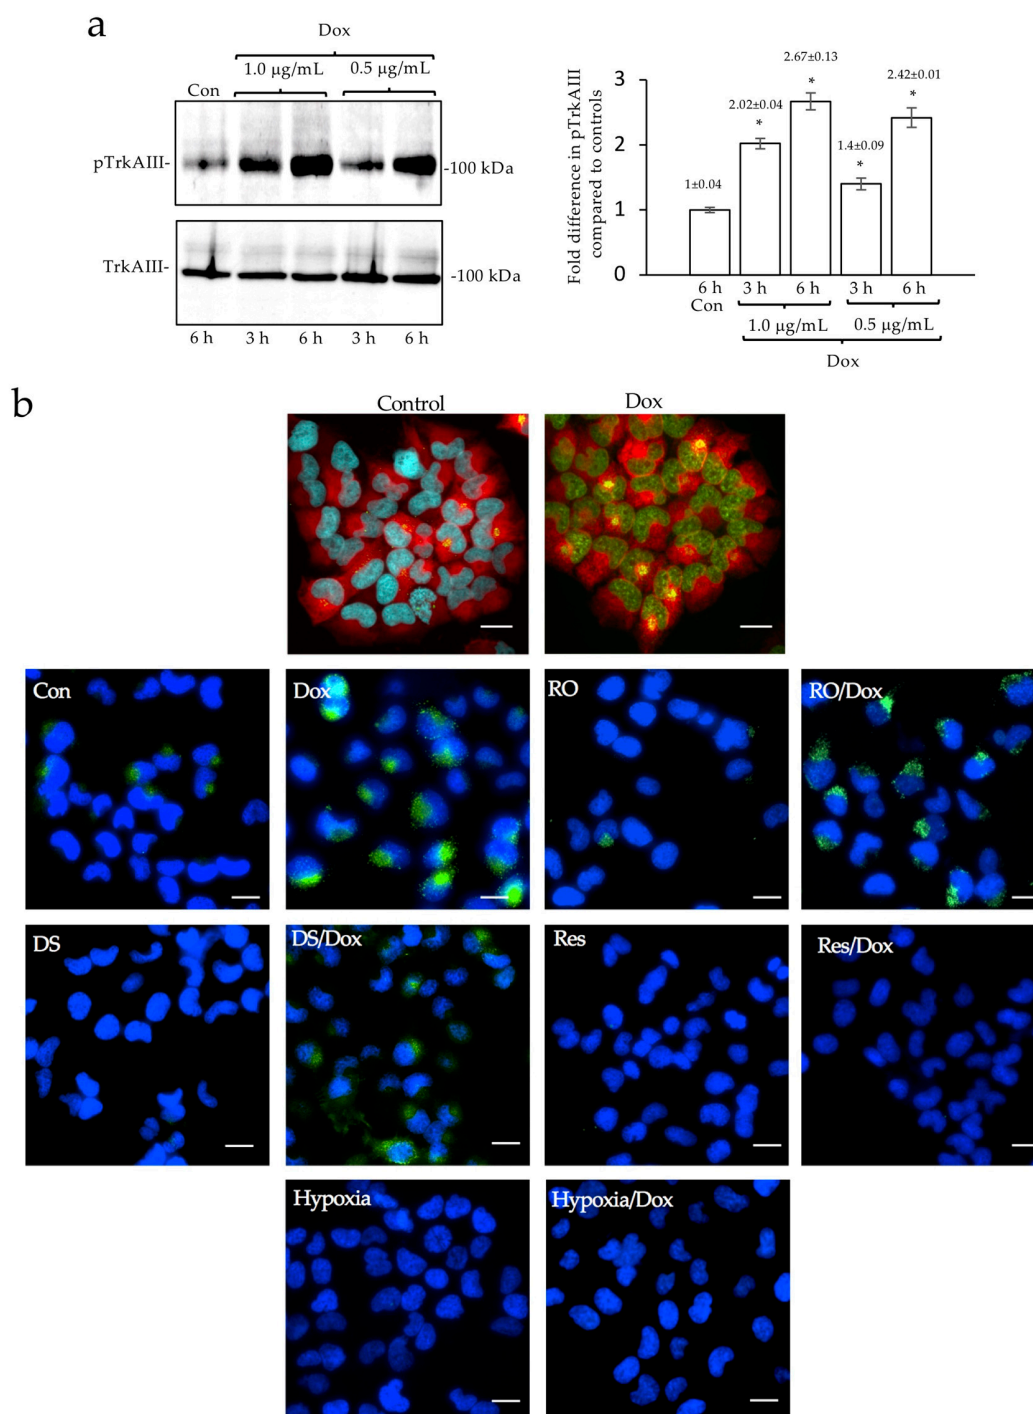 a
Dox
1.0 µg/mL 0.5 µg/mL
Con
pTrkAIII-
-100 kDa
TrkAIII-
-100 kDa
6 h 3 h 6 h 3 h 6 h
Fold difference in pTrkAIII
compared to controls
3
2
1
0
1±0.04
2.02±0.04
*
2.67±0.13
*
1.4±0.09
*
2.42±0.01
*
6 h 3 h 6 h 3 h 6 h
Con
1.0 µg/mL 0.5 µg/mL
Dox
b
Control Dox
Con Dox RO RO/Dox
DS DS/Dox Res Res/Dox
Hypoxia Hypoxia/Dox